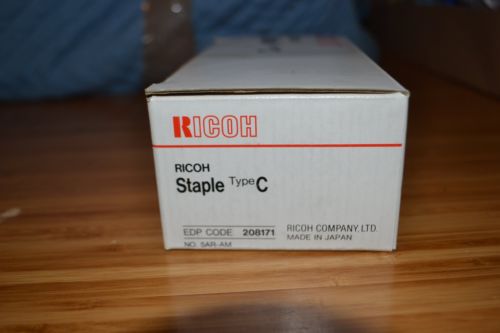 RICOH
RICOH
Staple Type C
EDP CODE 208171
RICOH COMPANY, LTD.
NO. SAR-AM
MADE IN JAPAN